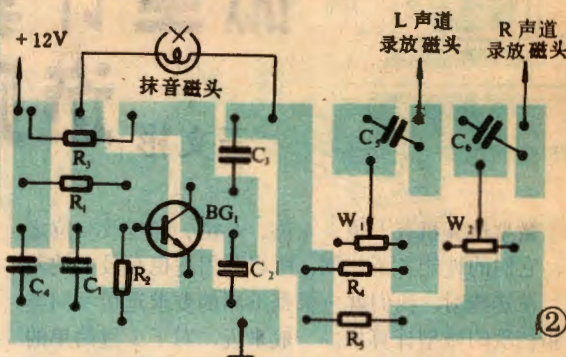 L 声道
录放磁头
R 声道
录放磁头
+12V
抹音磁头
R₃
C₃
C₅
C₆
R₁
BG₁
W₁
W₂
C₄
C₁
R₂
C₂
R₄
R₅
②